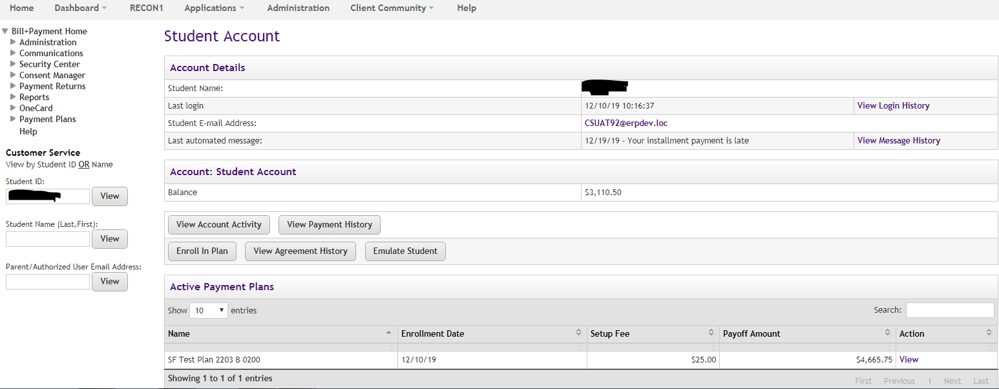 Home Dashboard RECON1 Applications Administration Client Community Help
Bill+Payment Home
Administration
Communications
Security Center
Consent Manager
Payment Returns
Reports
OneCard
Payment Plans
Help
Customer Service
View by Student ID OR Name
Student ID:
View
Student Name (Last,First):
View
Parent/Authorized User Email Address:
View
Student Account
Account Details
Student Name:
Last login 12/10/19 10:16:37 View Login History
Student E-mail Address: CSUAT92@erpdev.loc
Last automated message: 12/19/19 - Your installment payment is late View Message History
Account: Student Account
Balance $3,110.50
View Account Activity View Payment History
Enroll In Plan View Agreement History Emulate Student
Active Payment Plans
Show 10 entries Search:
Name Enrollment Date Setup Fee Payoff Amount Action
SF Test Plan 2203 B 0200 12/10/19 $25.00 $4,665.75 View
Showing 1 to 1 of 1 entries First Previous 1 Next Last